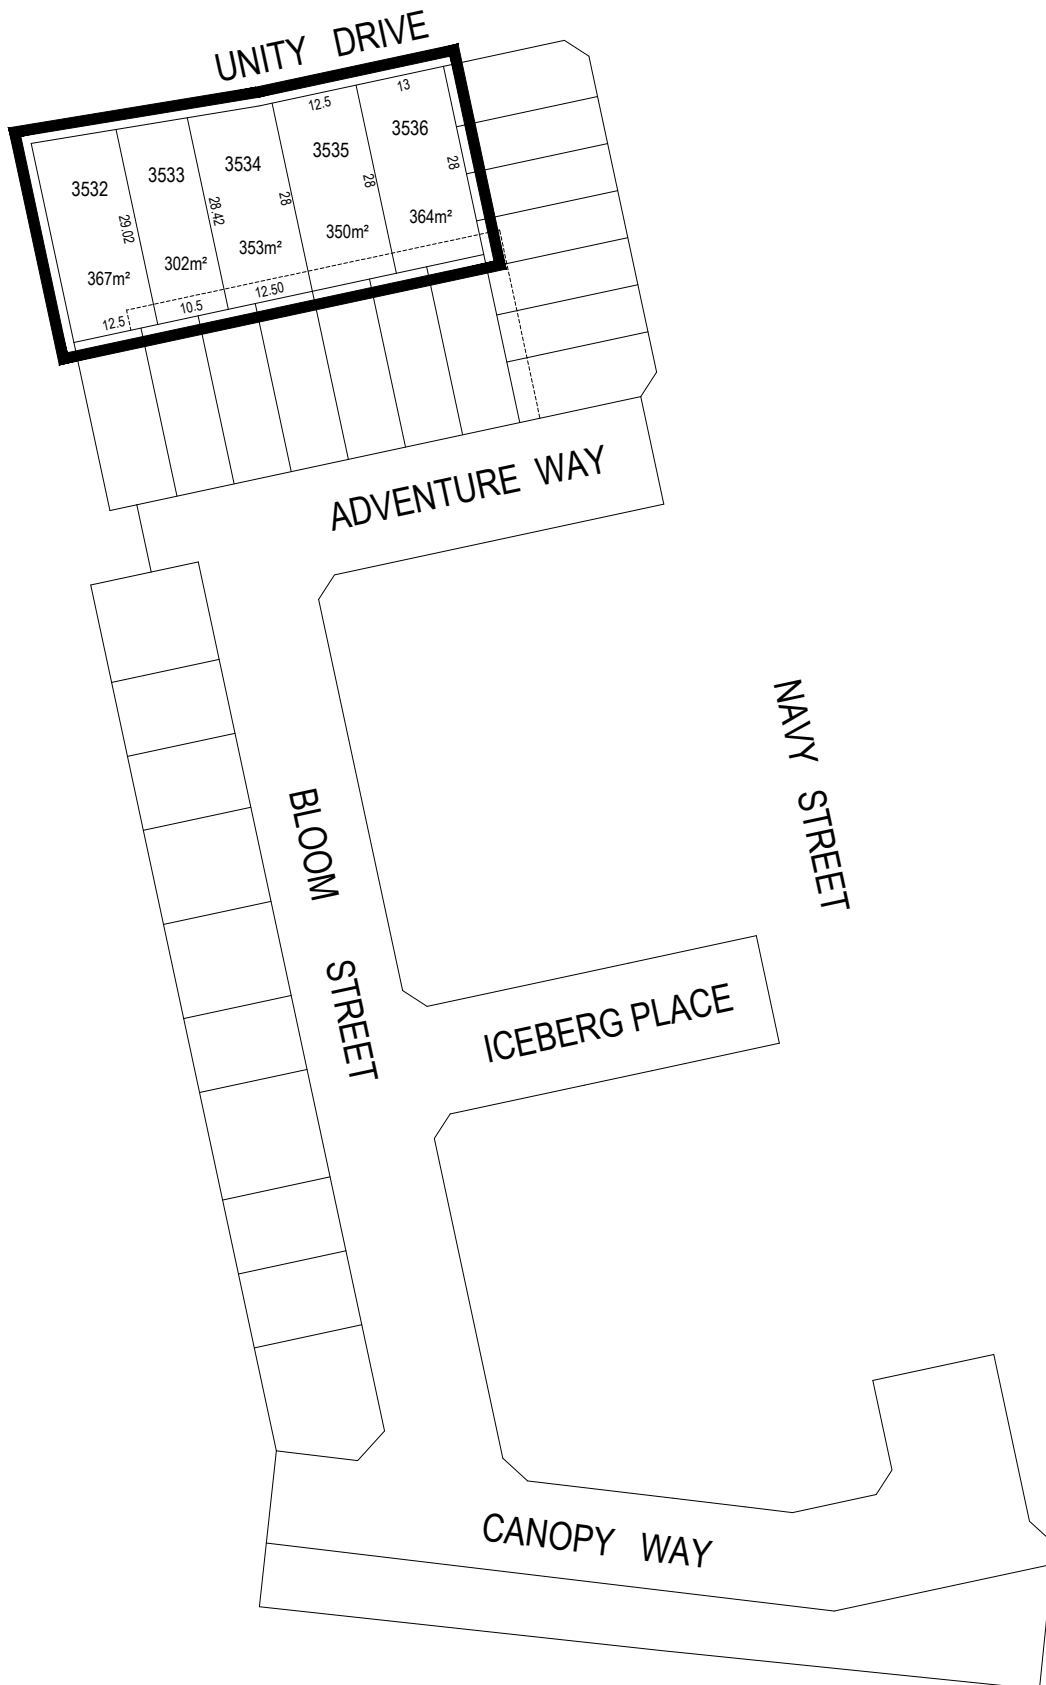 UNITY DRIVE
3532
3533
3534
3535
3536
12.5
13
29.02
28.42
28
28
28
367m²
302m²
353m²
350m²
364m²
12.5
10.5
12.50
ADVENTURE WAY
BLOOM STREET
NAVY STREET
ICEBERG PLACE
CANOPY WAY